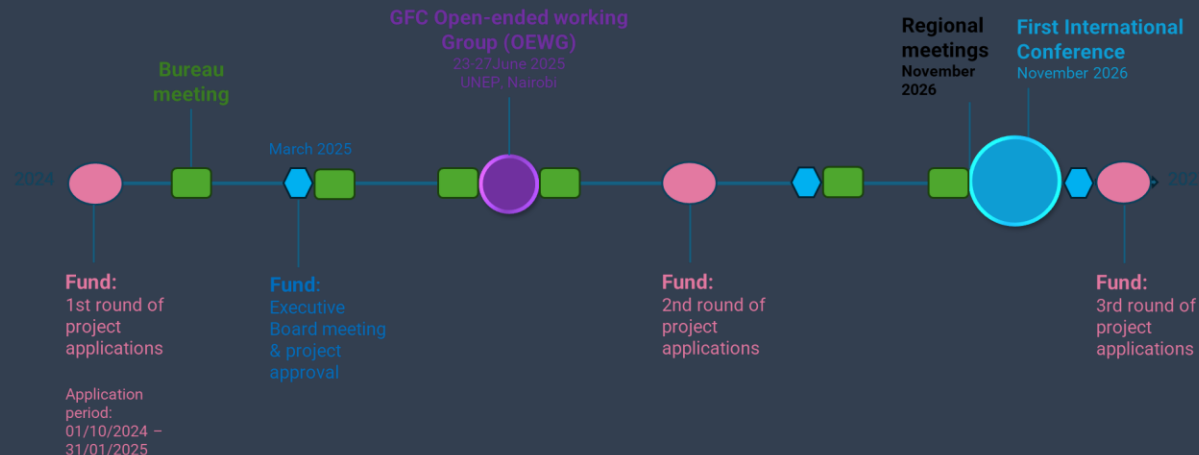 GFC Open-ended working
Group (OEWG)
23-27June 2025
UNEP, Nairobi
Regional
meetings
November
2026
First International
Conference
November 2026
Bureau
meeting
March 2025
2024
Fund:
1st round of
project
applications
Application
period:
01/10/2024 –
31/01/2025
Fund:
Executive
Board meeting
& project
approval
Fund:
2nd round of
project
applications
Fund:
3rd round of
project
applications